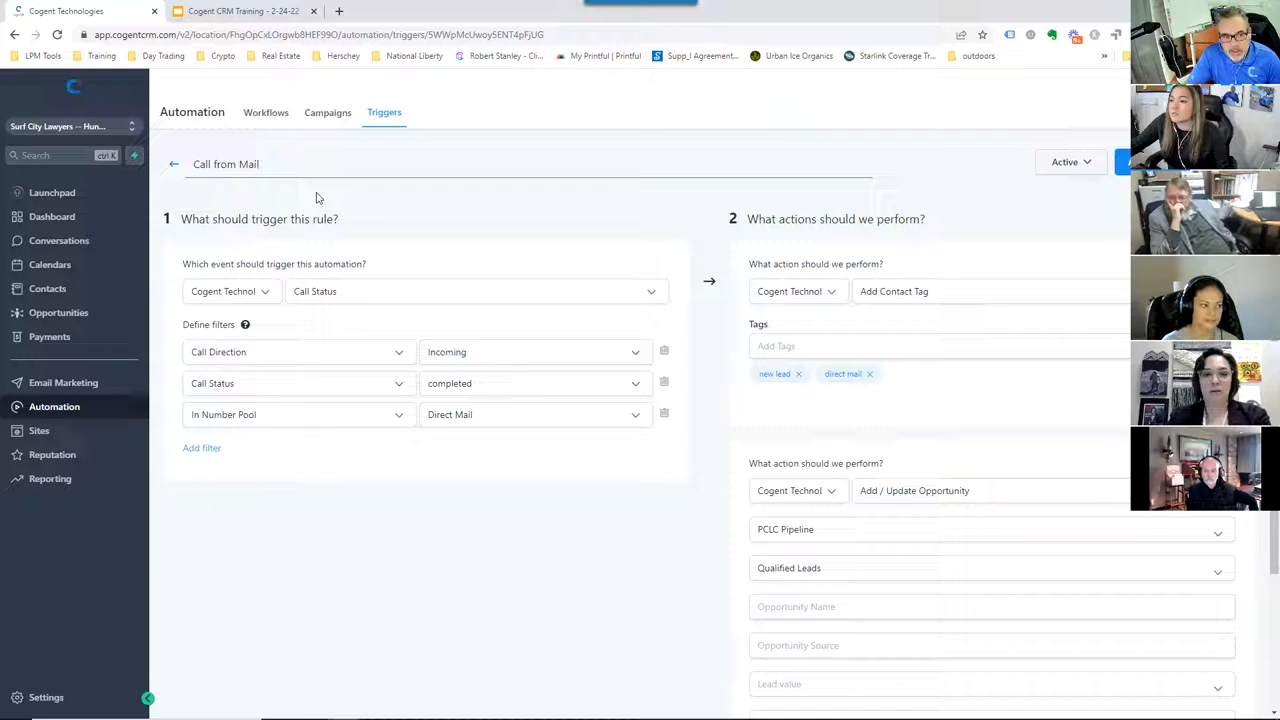 Cogent Technologies
Cogent CRM Training - 2-24-22
app.cogentcrm.com/v2/location/FhgOpCxLOrgwb8HEF99O/automation/triggers/5WWpMcUwoy5ENT4pFjUG
LPM Tools Training Day Trading Crypto Real Estate Herschey National Liberty Robert Stanley - Cli... My Printful | Printful Supp_l Agreement... Urban Ice Organics Starlink Coverage Tr... outdoors »
Automation Workflows Campaigns Triggers
Surf City Lawyers -- Hun...
Search ctrl K
Launchpad
Dashboard
Conversations
Calendars
Contacts
Opportunities
Payments
Email Marketing
Automation
Sites
Reputation
Reporting
Settings
Call from Mail
Active
1 What should trigger this rule?
Which event should trigger this automation?
Cogent Technol Call Status
Define filters
Call Direction Incoming
Call Status completed
In Number Pool Direct Mail
Add filter
2 What actions should we perform?
What action should we perform?
Cogent Technol Add Contact Tag
Tags
Add Tags
new lead direct mail
What action should we perform?
Cogent Technol Add / Update Opportunity
PCLC Pipeline
Qualified Leads
Opportunity Name
Opportunity Source
Lead value